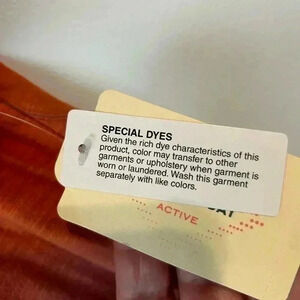 SPECIAL DYES
Given the rich dye characteristics of this
product, color may transfer to other
garments or upholstery when garment is
worn or laundered. Wash this garment
separately with like colors.
ACTIVE